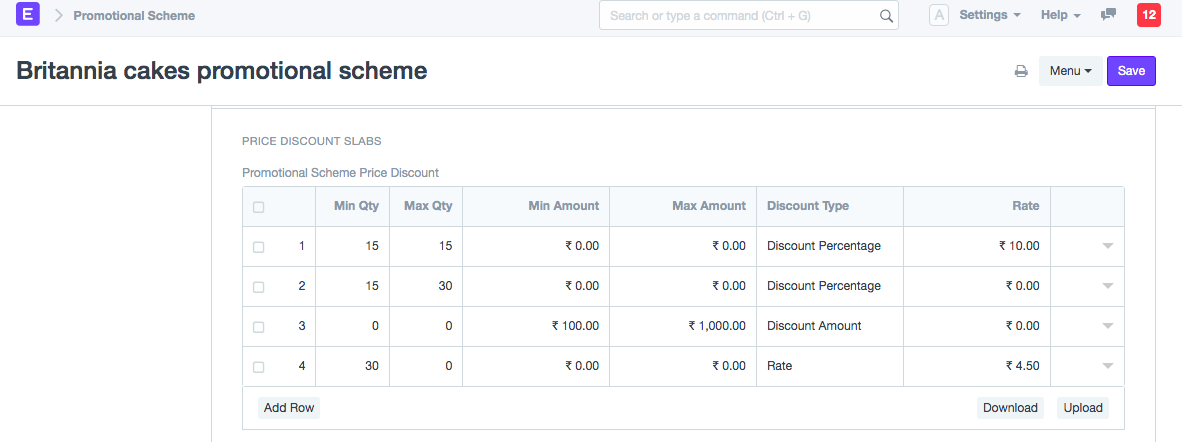 E Promotional Scheme Search or type a command (Ctrl + G) A Settings Help 12
Britannia cakes promotional scheme Menu Save
PRICE DISCOUNT SLABS
Promotional Scheme Price Discount
Min Qty Max Qty Min Amount Max Amount Discount Type Rate
1 15 15 ₹ 0.00 ₹ 0.00 Discount Percentage ₹ 10.00
2 15 30 ₹ 0.00 ₹ 0.00 Discount Percentage ₹ 0.00
3 0 0 ₹ 100.00 ₹ 1,000.00 Discount Amount ₹ 0.00
4 30 0 ₹ 0.00 ₹ 0.00 Rate ₹ 4.50
Add Row Download Upload